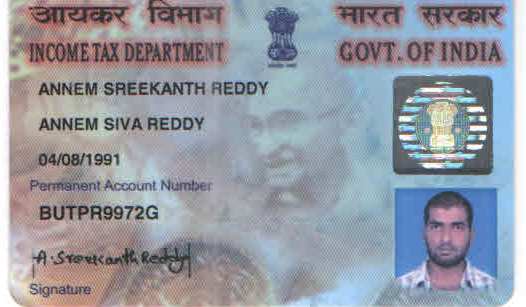 आयकर विभाग भारत सरकार
INCOME TAX DEPARTMENT GOVT. OF INDIA
ANNEM SREEKANTH REDDY
ANNEM SIVA REDDY
04/08/1991
Permanent Account Number
BUTPR9972G
A. Sreekanth Reddy
Signature